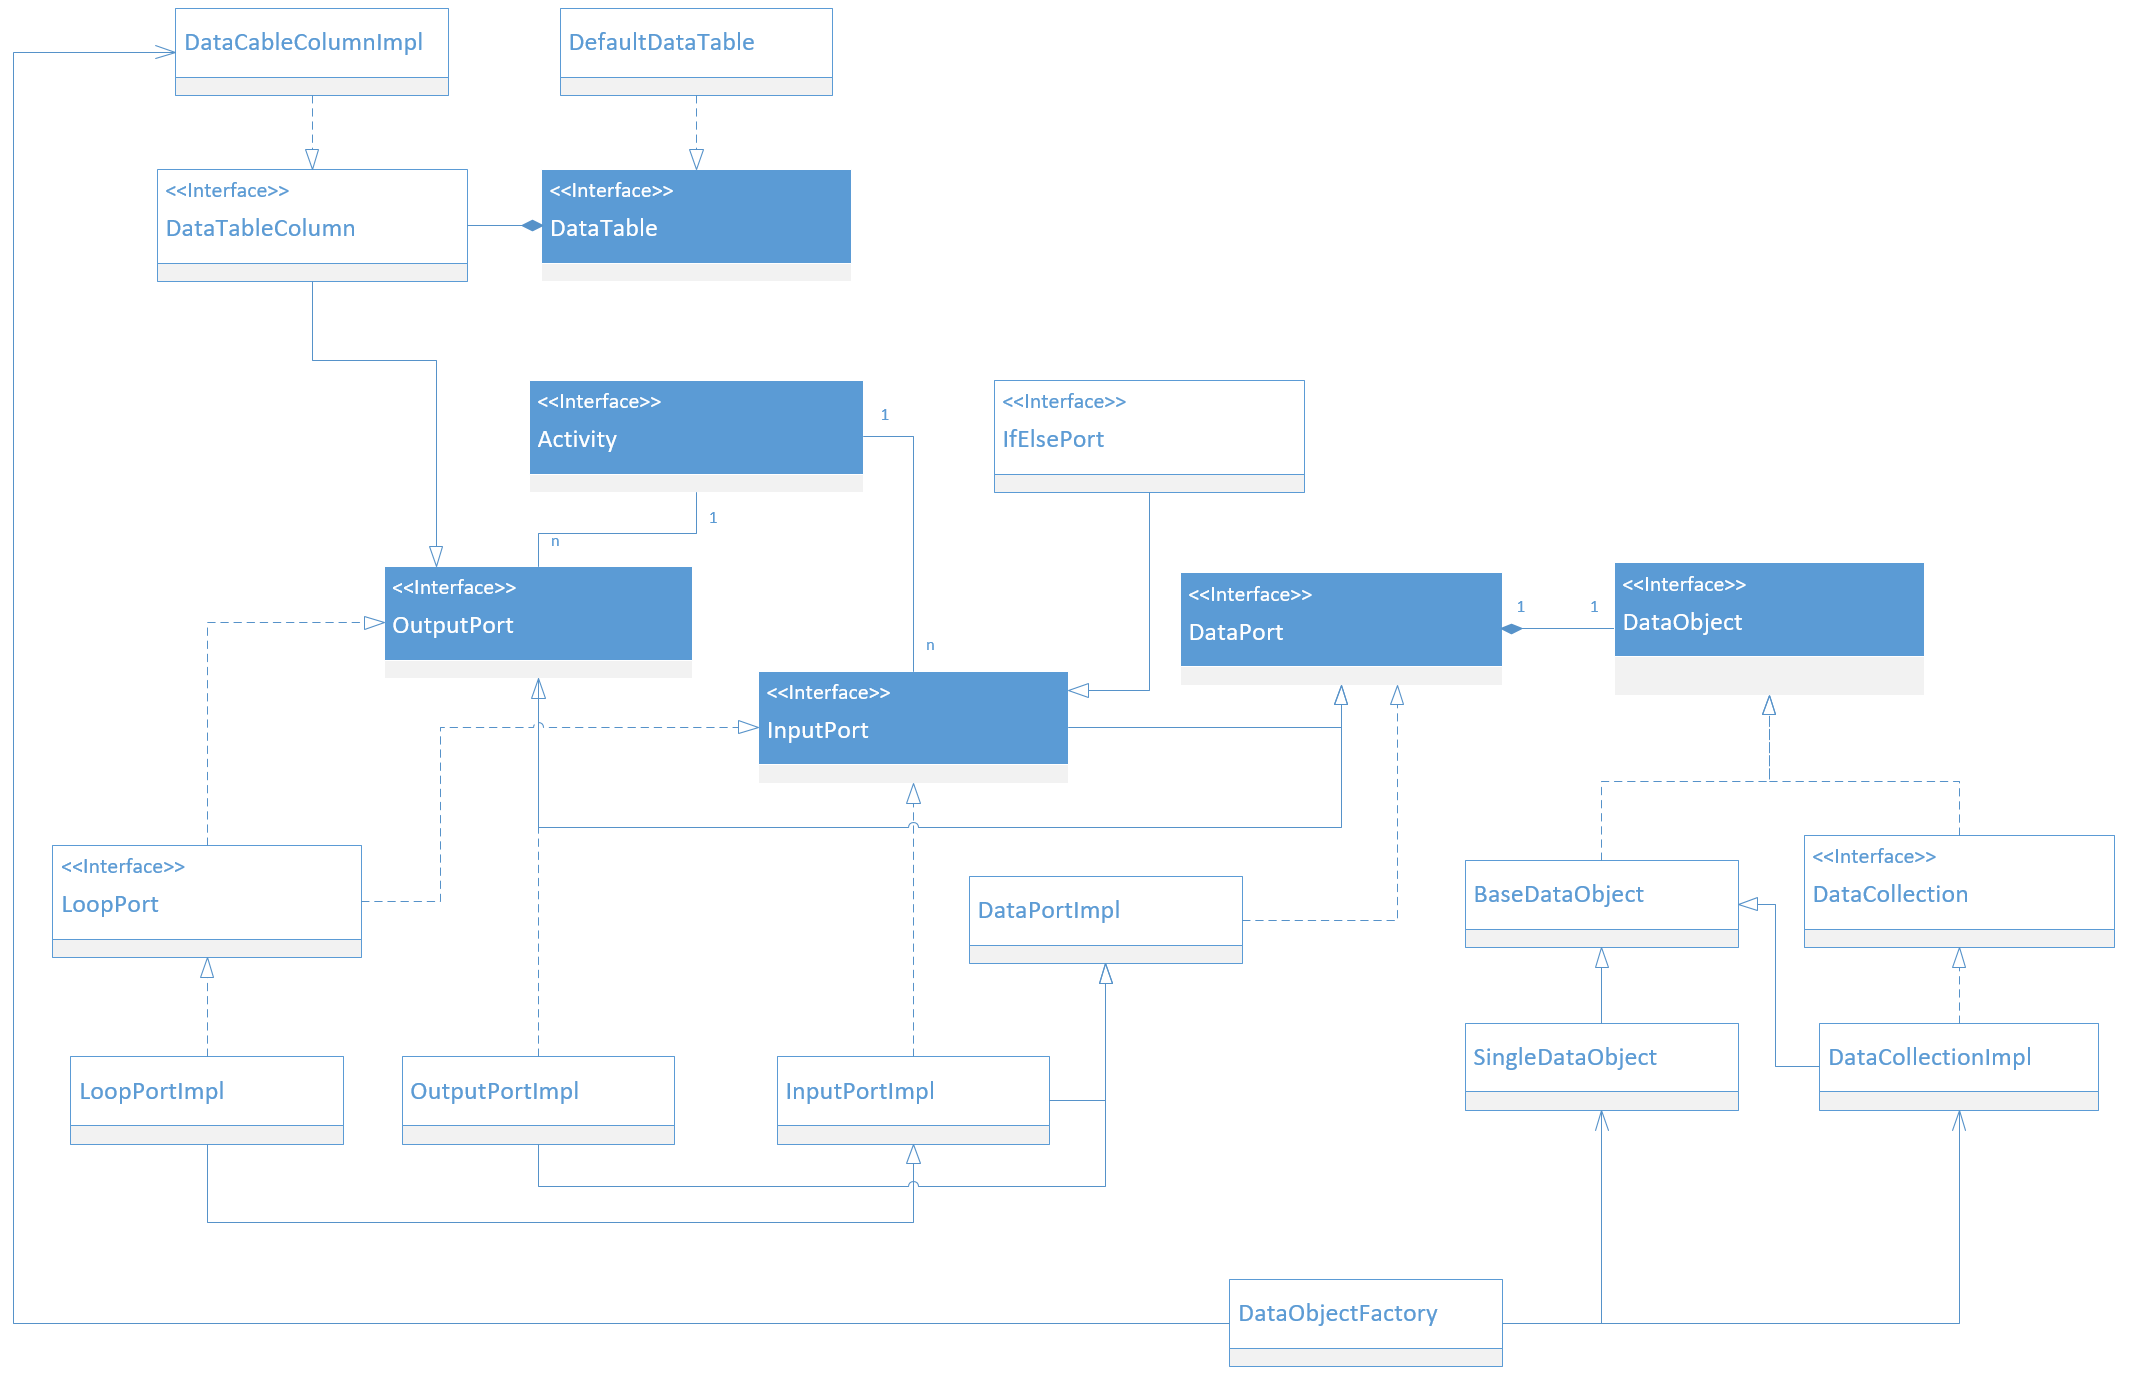 DataCableColumnImpl
DefaultDataTable
<<Interface>>
DataTableColumn
<<Interface>>
DataTable
<<Interface>>
Activity
1
1
n
n
<<Interface>>
IfElsePort
<<Interface>>
OutputPort
<<Interface>>
InputPort
<<Interface>>
DataPort
1
1
<<Interface>>
DataObject
<<Interface>>
LoopPort
DataPortImpl
BaseDataObject
<<Interface>>
DataCollection
LoopPortImpl
OutputPortImpl
InputPortImpl
SingleDataObject
DataCollectionImpl
DataObjectFactory